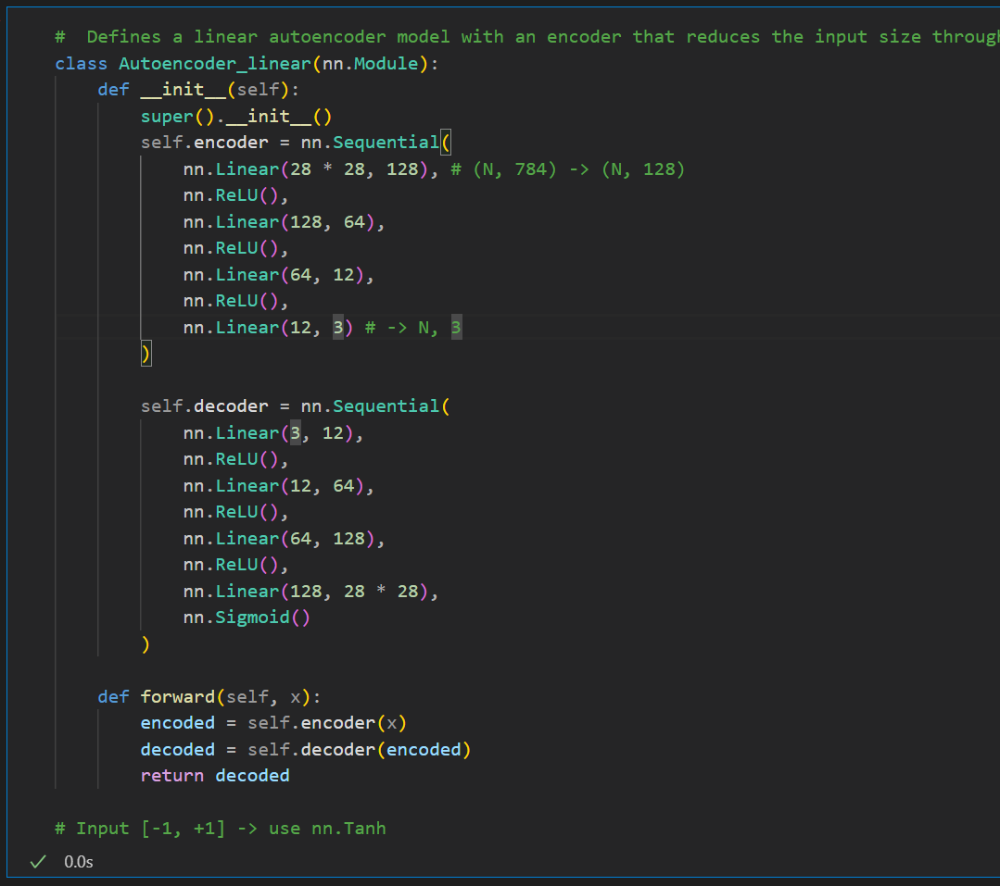 # Defines a linear autoencoder model with an encoder that reduces the input size through
class Autoencoder_linear(nn.Module):
    def __init__(self):
        super().__init__()
        self.encoder = nn.Sequential(
            nn.Linear(28 * 28, 128), # (N, 784) -> (N, 128)
            nn.ReLU(),
            nn.Linear(128, 64),
            nn.ReLU(),
            nn.Linear(64, 12),
            nn.ReLU(),
            nn.Linear(12, 3) # -> N, 3
        )
        self.decoder = nn.Sequential(
            nn.Linear(3, 12),
            nn.ReLU(),
            nn.Linear(12, 64),
            nn.ReLU(),
            nn.Linear(64, 128),
            nn.ReLU(),
            nn.Linear(128, 28 * 28),
            nn.Sigmoid()
        )
    def forward(self, x):
        encoded = self.encoder(x)
        decoded = self.decoder(encoded)
        return decoded
# Input [-1, +1] -> use nn.Tanh
0.0s